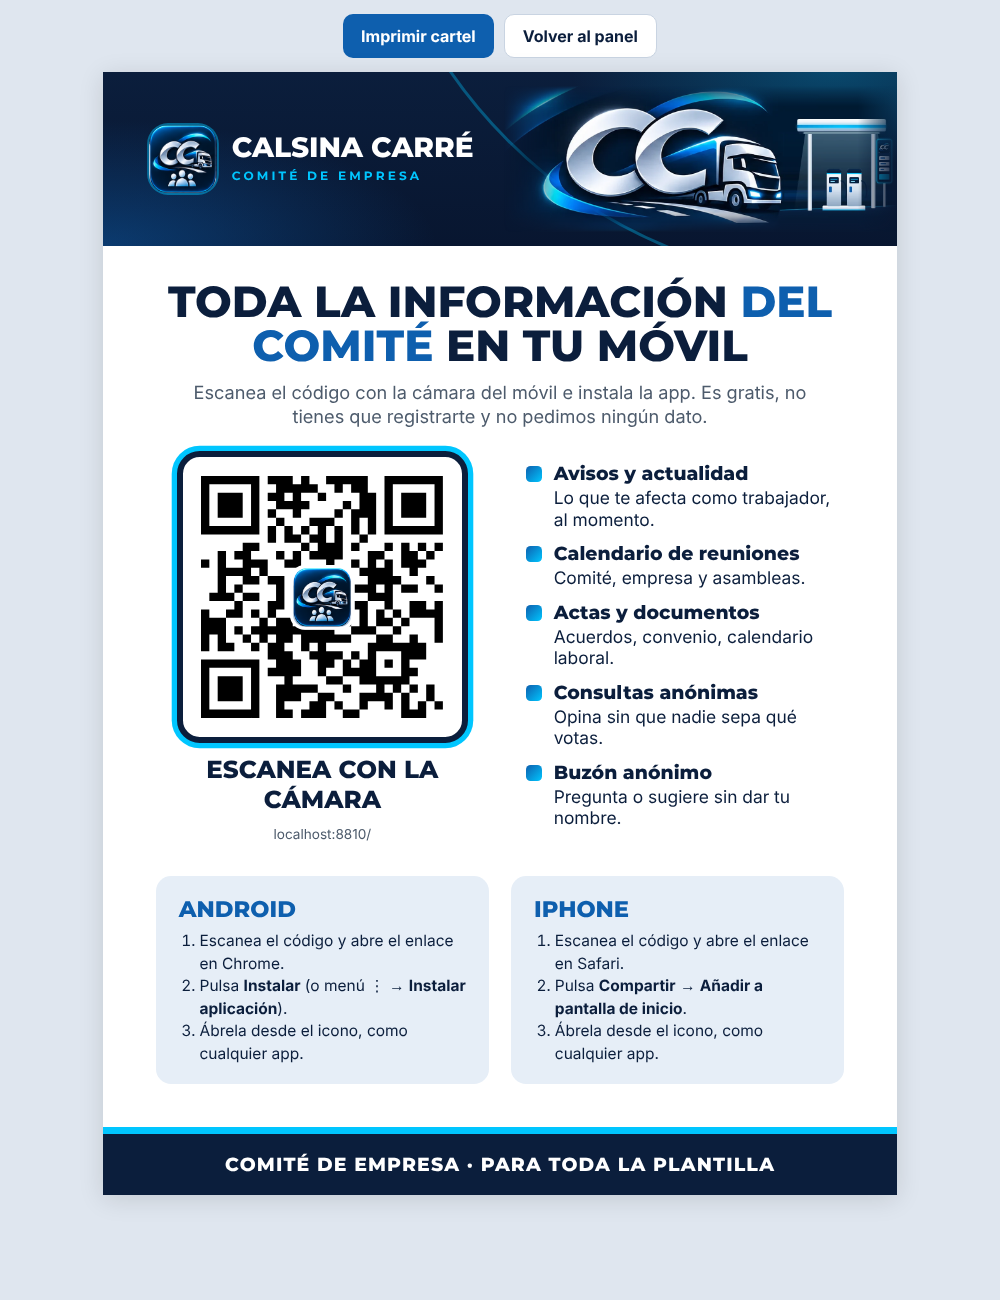 Imprimir cartel
Volver al panel
CALSINA CARRÉ
COMITÉ DE EMPRESA
CC
TODA LA INFORMACIÓN DEL
COMITÉ EN TU MÓVIL
Escanea el código con la cámara del móvil e instala la app. Es gratis, no
tienes que registrarte y no pedimos ningún dato.
CC
ESCANEA CON LA
CÁMARA
localhost:8810/
Avisos y actualidad
Lo que te afecta como trabajador,
al momento.
Calendario de reuniones
Comité, empresa y asambleas.
Actas y documentos
Acuerdos, convenio, calendario
laboral.
Consultas anónimas
Opina sin que nadie sepa qué
votas.
Buzón anónimo
Pregunta o sugiere sin dar tu
nombre.
ANDROID
1. Escanea el código y abre el enlace
en Chrome.
2. Pulsa Instalar (o menú ⋮ → Instalar
aplicación).
3. Ábrela desde el icono, como
cualquier app.
IPHONE
1. Escanea el código y abre el enlace
en Safari.
2. Pulsa Compartir → Añadir a
pantalla de inicio.
3. Ábrela desde el icono, como
cualquier app.
COMITÉ DE EMPRESA · PARA TODA LA PLANTILLA